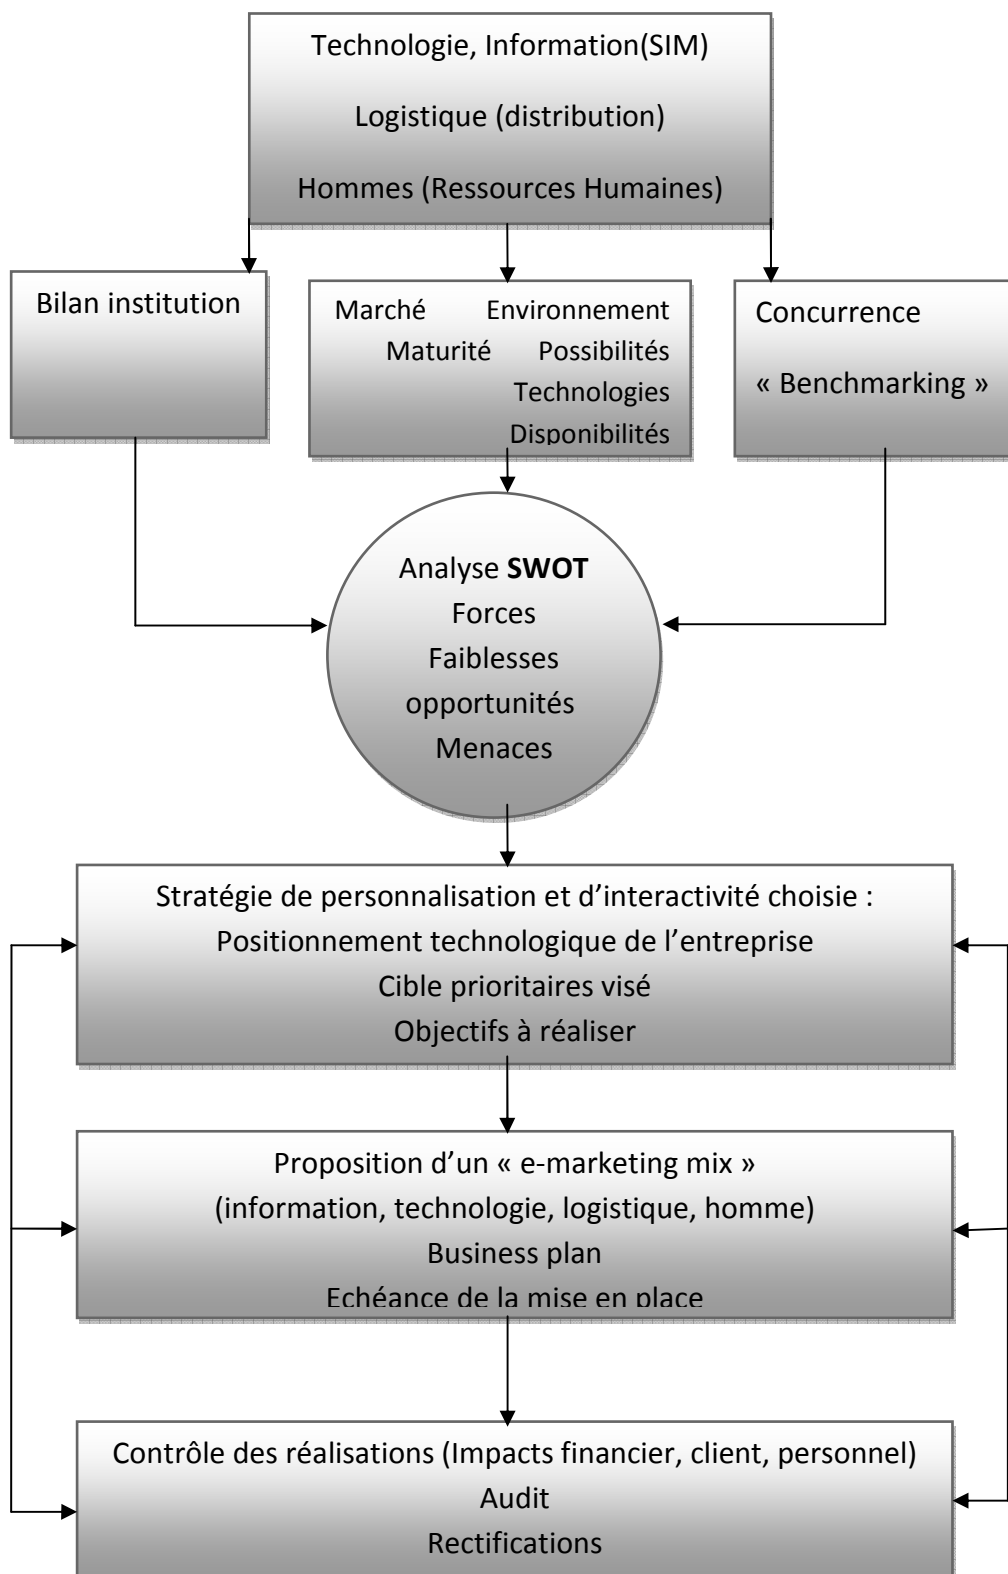 Technologie, Information(SIM)
Logistique (distribution)
Hommes (Ressources Humaines)
Bilan institution
Marché Environnement
Maturité Possibilités
Technologies
Disponibilités
Concurrence
« Benchmarking »
Analyse SWOT
Forces
Faiblesses
opportunités
Menaces
Stratégie de personnalisation et d’interactivité choisie :
Positionnement technologique de l’entreprise
Cible prioritaires visé
Objectifs à réaliser
Proposition d’un « e-marketing mix »
(information, technologie, logistique, homme)
Business plan
Echéance de la mise en place
Contrôle des réalisations (Impacts financier, client, personnel)
Audit
Rectifications